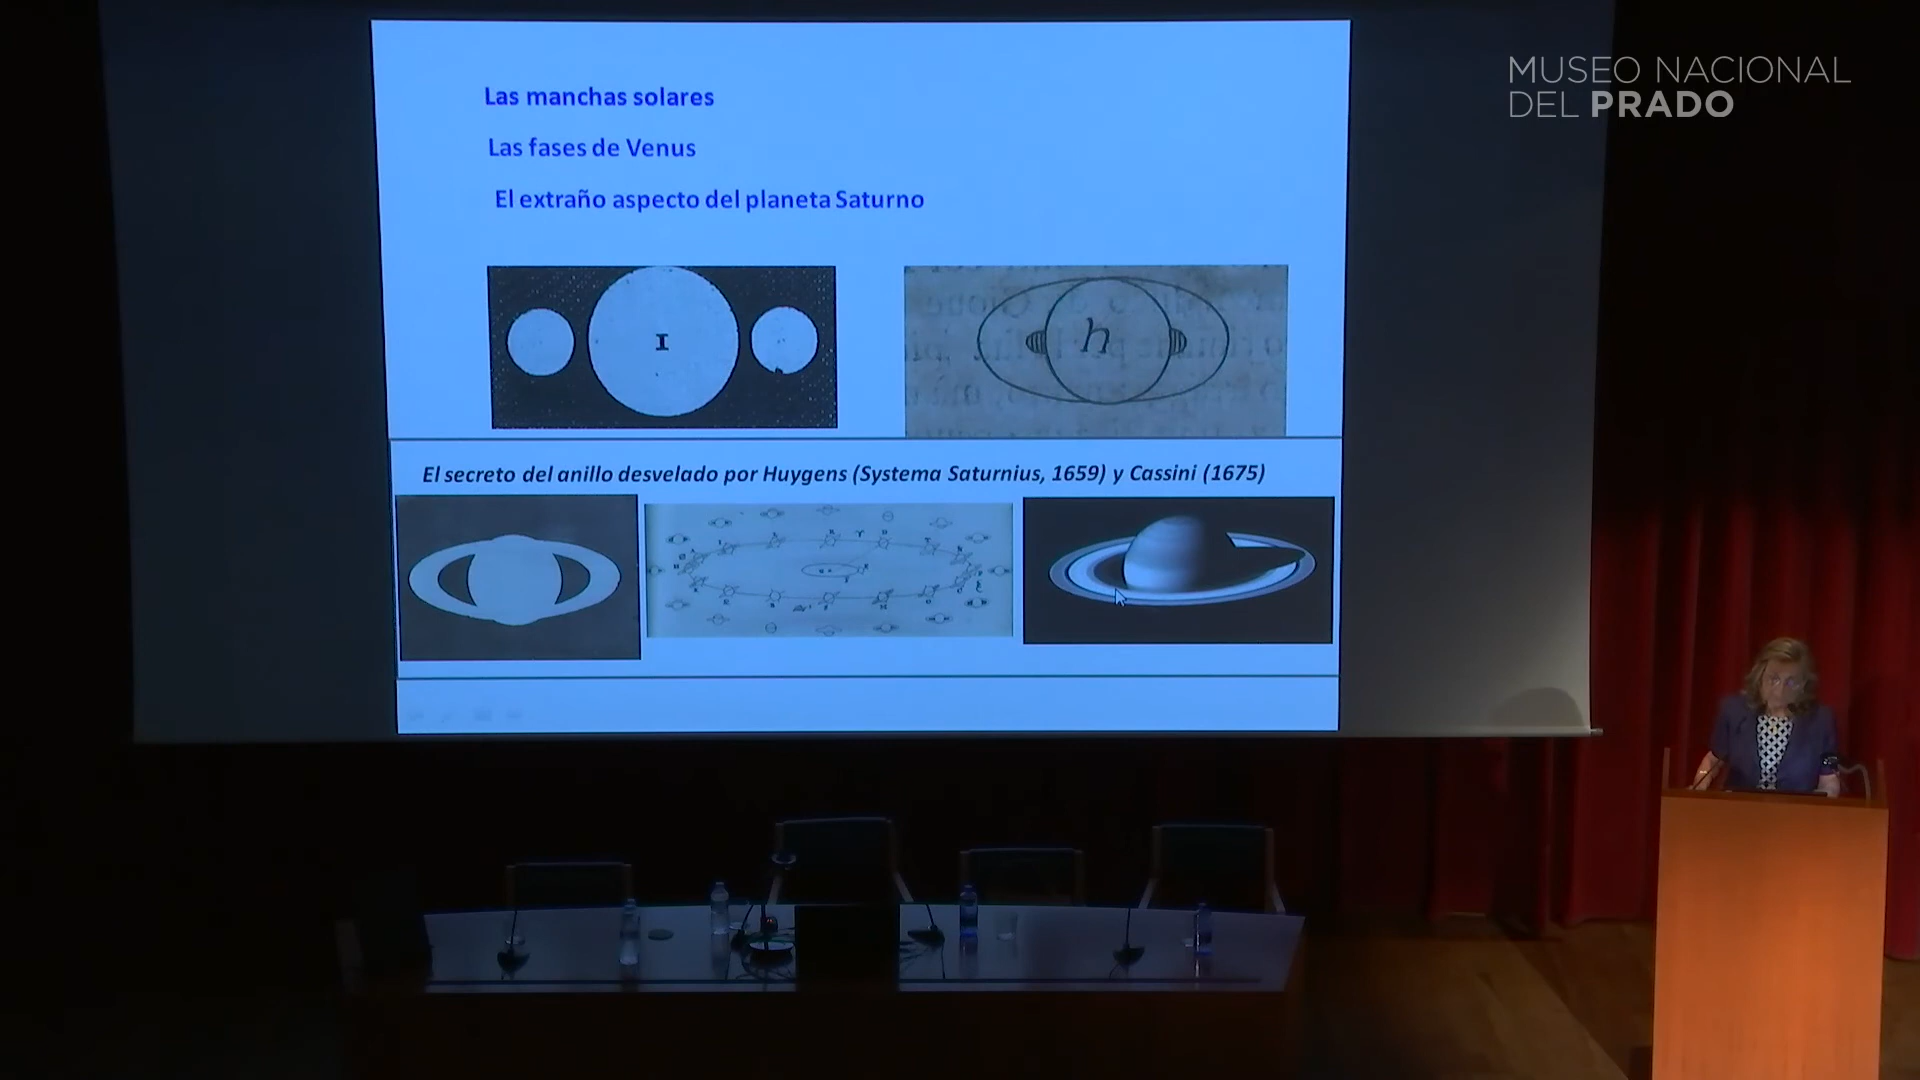 MUSEO NACIONAL
DEL PRADO
Las manchas solares
Las fases de Venus
El extraño aspecto del planeta Saturno
I
h
El secreto del anillo desvelado por Huygens (Systema Saturnius, 1659) y Cassini (1675)